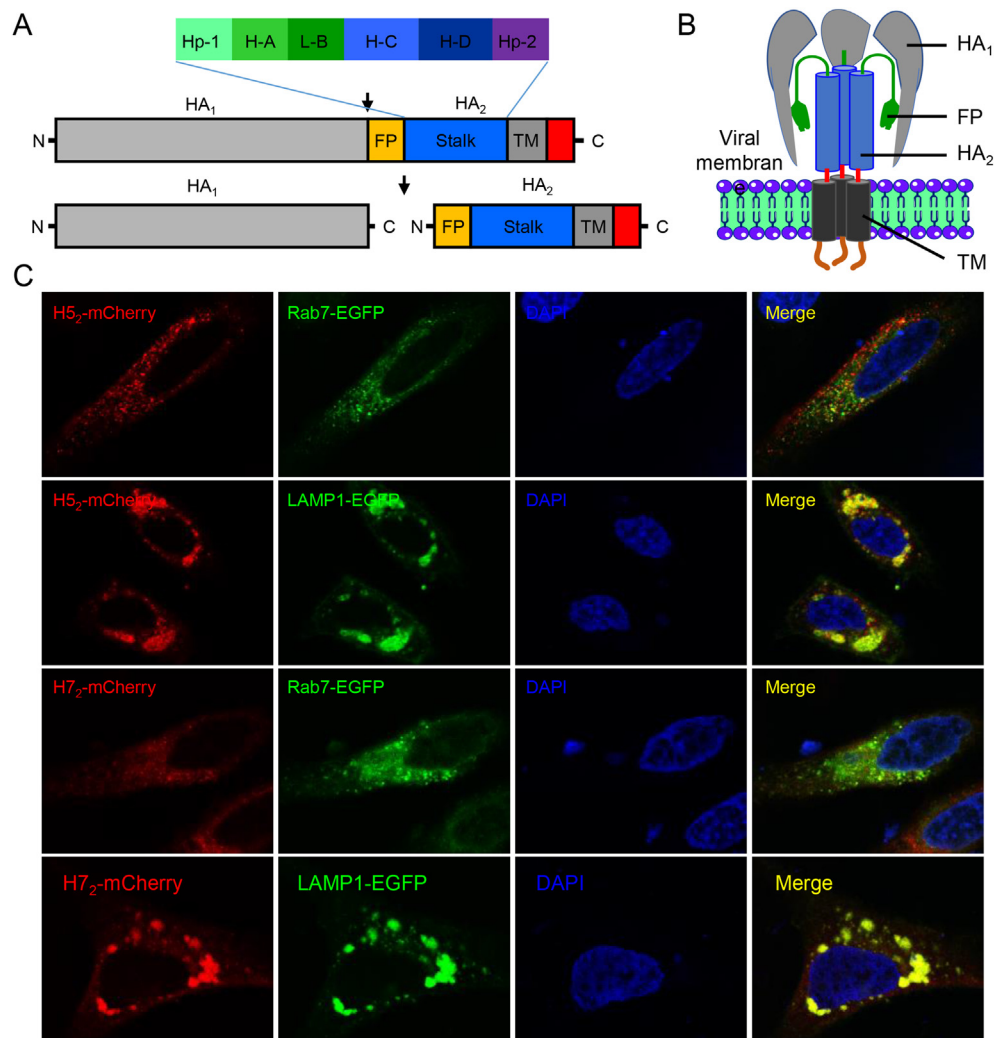 A
Hp-1 H-A L-B H-C H-D Hp-2
HA₁ HA₂
N FP Stalk TM C
HA₁ HA₂
N C N FP Stalk TM C
B
HA₁
FP
Viral
membran
e
HA₂
TM
C
H5₂-mCherry Rab7-EGFP DAPI Merge
H5₂-mCherry LAMP1-EGFP DAPI Merge
H7₂-mCherry Rab7-EGFP DAPI Merge
H7₂-mCherry LAMP1-EGFP DAPI Merge